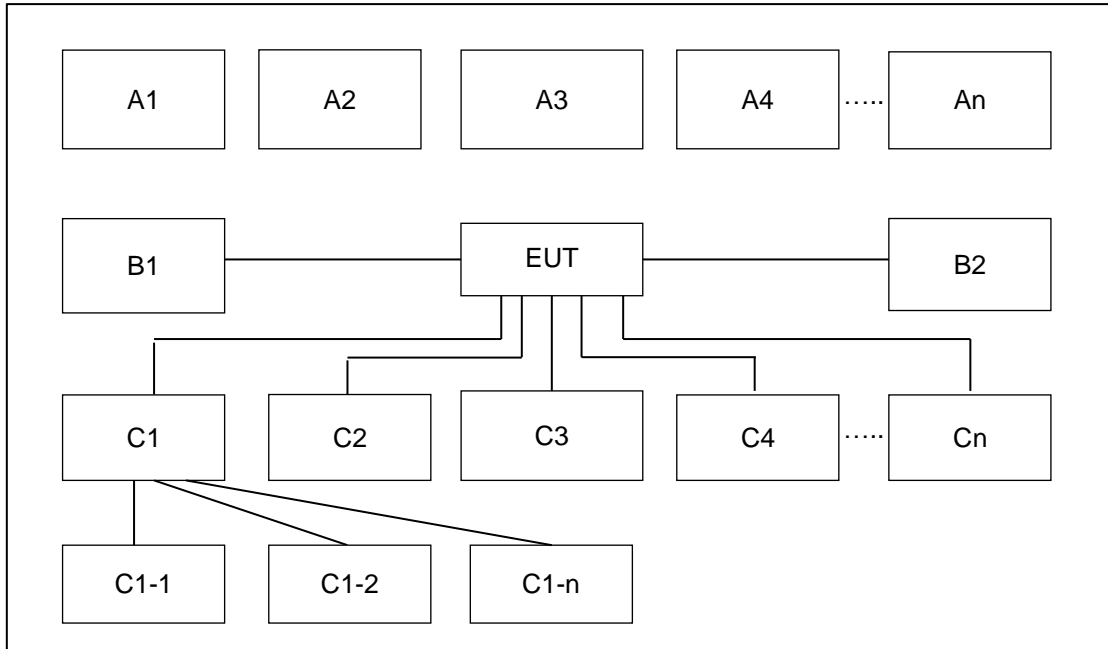 A1 A2 A3 A4 ..... An
B1 EUT B2
C1 C2 C3 C4 ..... Cn
C1-1 C1-2 C1-n